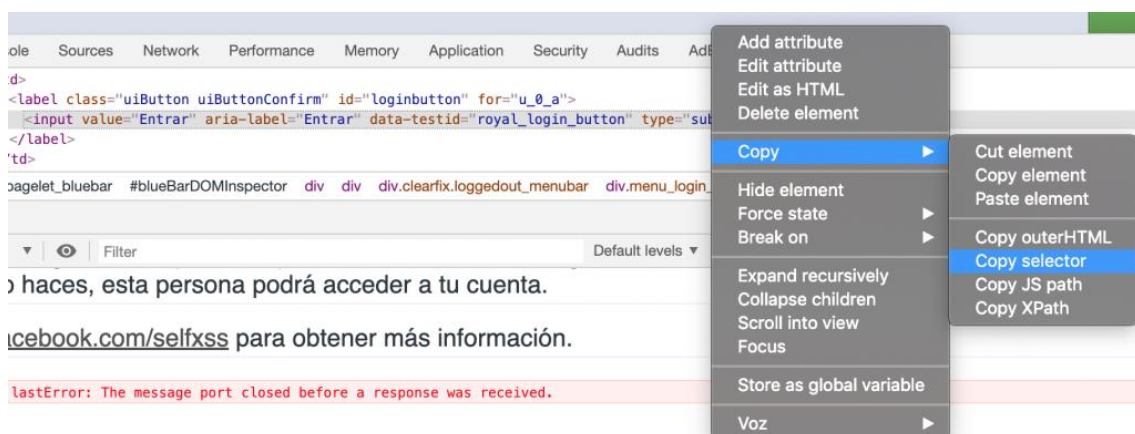 Sources Network Performance Memory Application Security Audits
<label class="uiButton uiButtonConfirm" id="loginbutton" for="u_0_a">
<input value="Entrar" aria-label="Entrar" data-testid="royal_login_button" type="sub
</label>
pagelet_bluebar #blueBarDOMInspector div div div.clearfix.loggedout_menubar div.menu_login_
Filter Default levels ▼
haces, esta persona podrá acceder a tu cuenta.
cebook.com/selfxss para obtener más información.
lastError: The message port closed before a response was received.
Add attribute
Edit attribute
Edit as HTML
Delete element
Copy
Hide element
Force state
Break on
Expand recursively
Collapse children
Scroll into view
Focus
Store as global variable
Voz
Cut element
Copy element
Paste element
Copy outerHTML
Copy selector
Copy JS path
Copy XPath